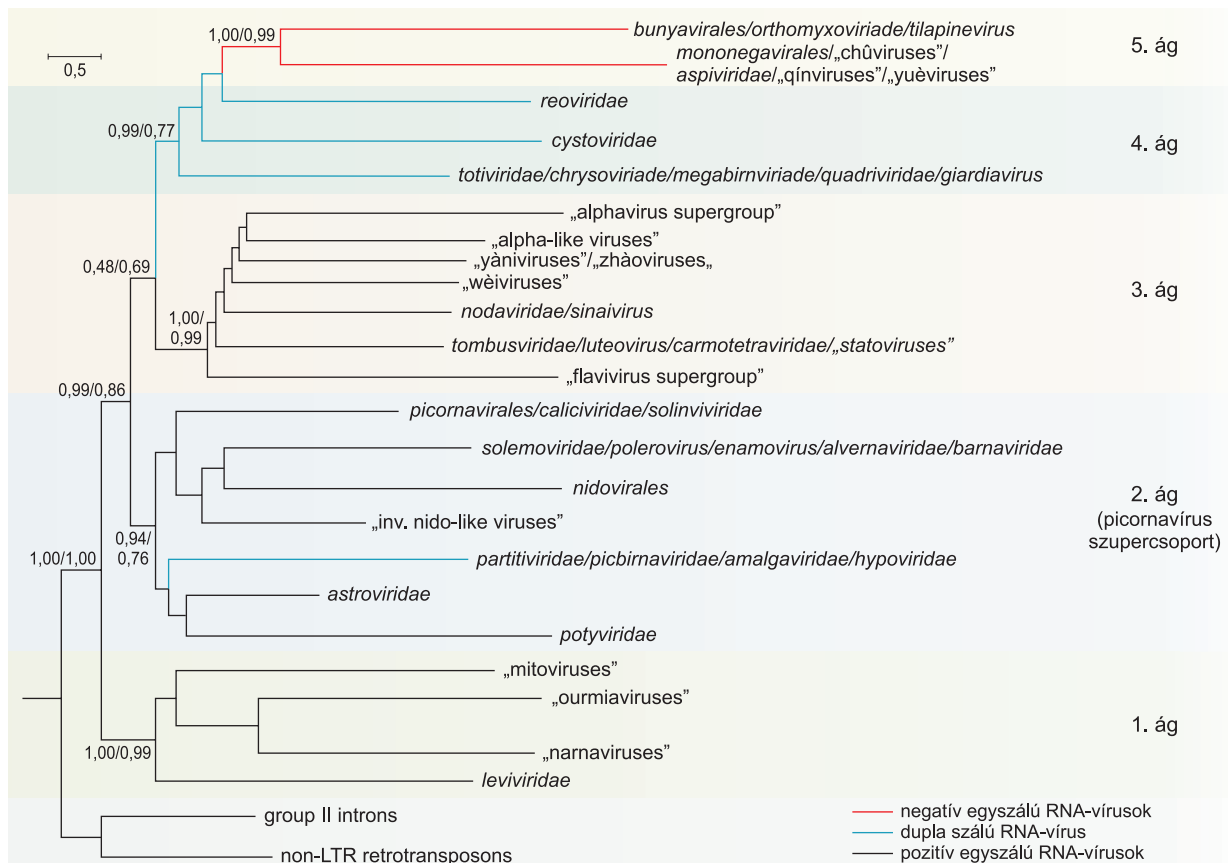 1,00/0,99
bunyavirales/orthomyxoviriade/tilapinevirus
0,5
mononegavirales/„chûviruses”/
aspiviridae/„qínviruses”/„yuèviruses”
5. ág
reoviridae
0,99/0,77
cystoviridae
4. ág
totiviridae/chrysoviriade/megabirnviriade/quadriviridae/giardiavirus
„alphavirus supergroup”
„alpha-like viruses”
0,48/0,69
„yàniviruses”/„zhàoviruses„
„wèiviruses”
3. ág
nodaviridae/sinaivirus
1,00/
0,99
tombusviridae/luteovirus/carmotetraviridae/„statoviruses”
„flavivirus supergroup”
0,99/0,86
picornavirales/caliciviridae/solinviviridae
solemoviridae/polerovirus/enamovirus/alvernaviridae/barnaviridae
nidovirales
2. ág
(picornavírus
szupercsoport)
„inv. nido-like viruses”
0,94/
0,76
1,00/1,00
partitiviridae/picbirnaviridae/amalgaviridae/hypoviridae
astroviridae
potyviridae
„mitoviruses”
„ourmiaviruses”
1. ág
1,00/0,99
„narnaviruses”
leviviridae
group II introns
non-LTR retrotransposons
negatív egyszálú RNA-vírusok
dupla szálú RNA-vírus
pozitív egyszálú RNA-vírusok